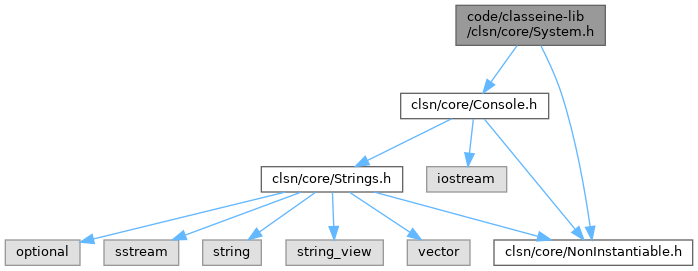 code/classeine-lib
/clsn/core/System.h
clsn/core/Console.h
clsn/core/Strings.h
iostream
optional
sstream
string
string_view
vector
clsn/core/NonInstantiable.h